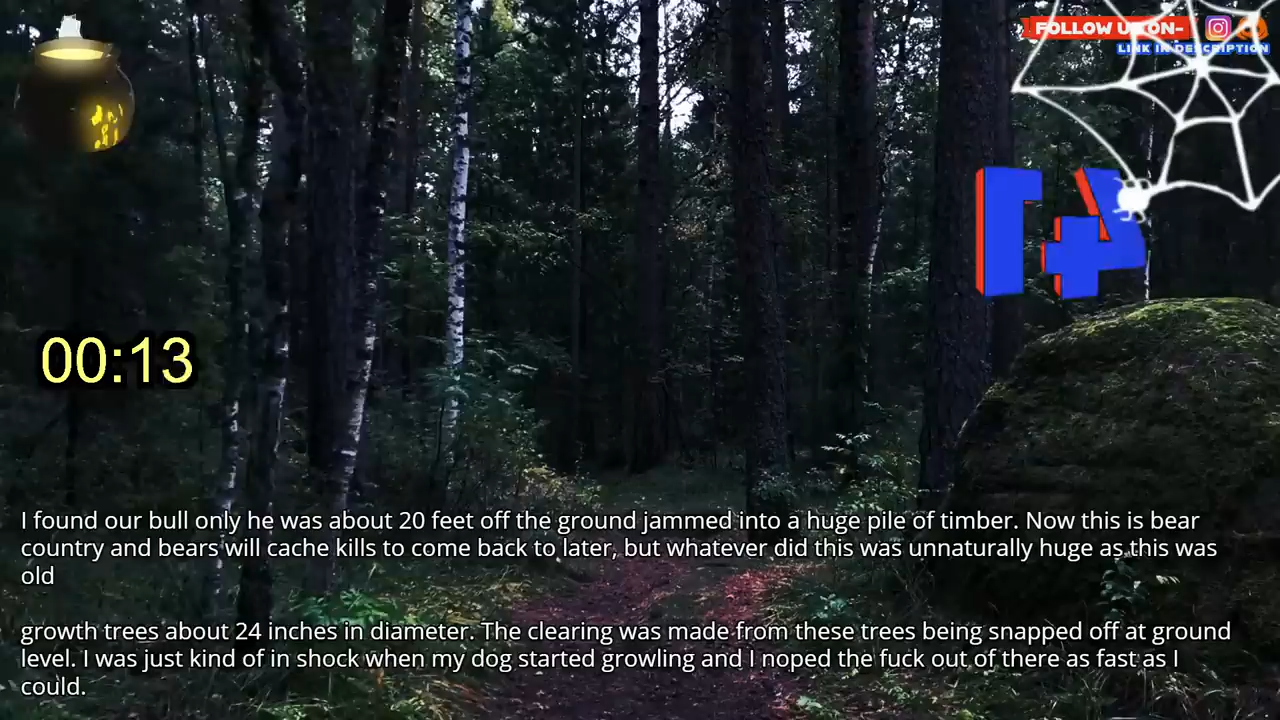 FOLLOW US ON-
LINK IN DESCRIPTION
00:13
I found our bull only he was about 20 feet off the ground jammed into a huge pile of timber. Now this is bear
country and bears will cache kills to come back to later, but whatever did this was unnaturally huge as this was
old
growth trees about 24 inches in diameter. The clearing was made from these trees being snapped off at ground
level. I was just kind of in shock when my dog started growling and I noped the fuck out of there as fast as I
could.